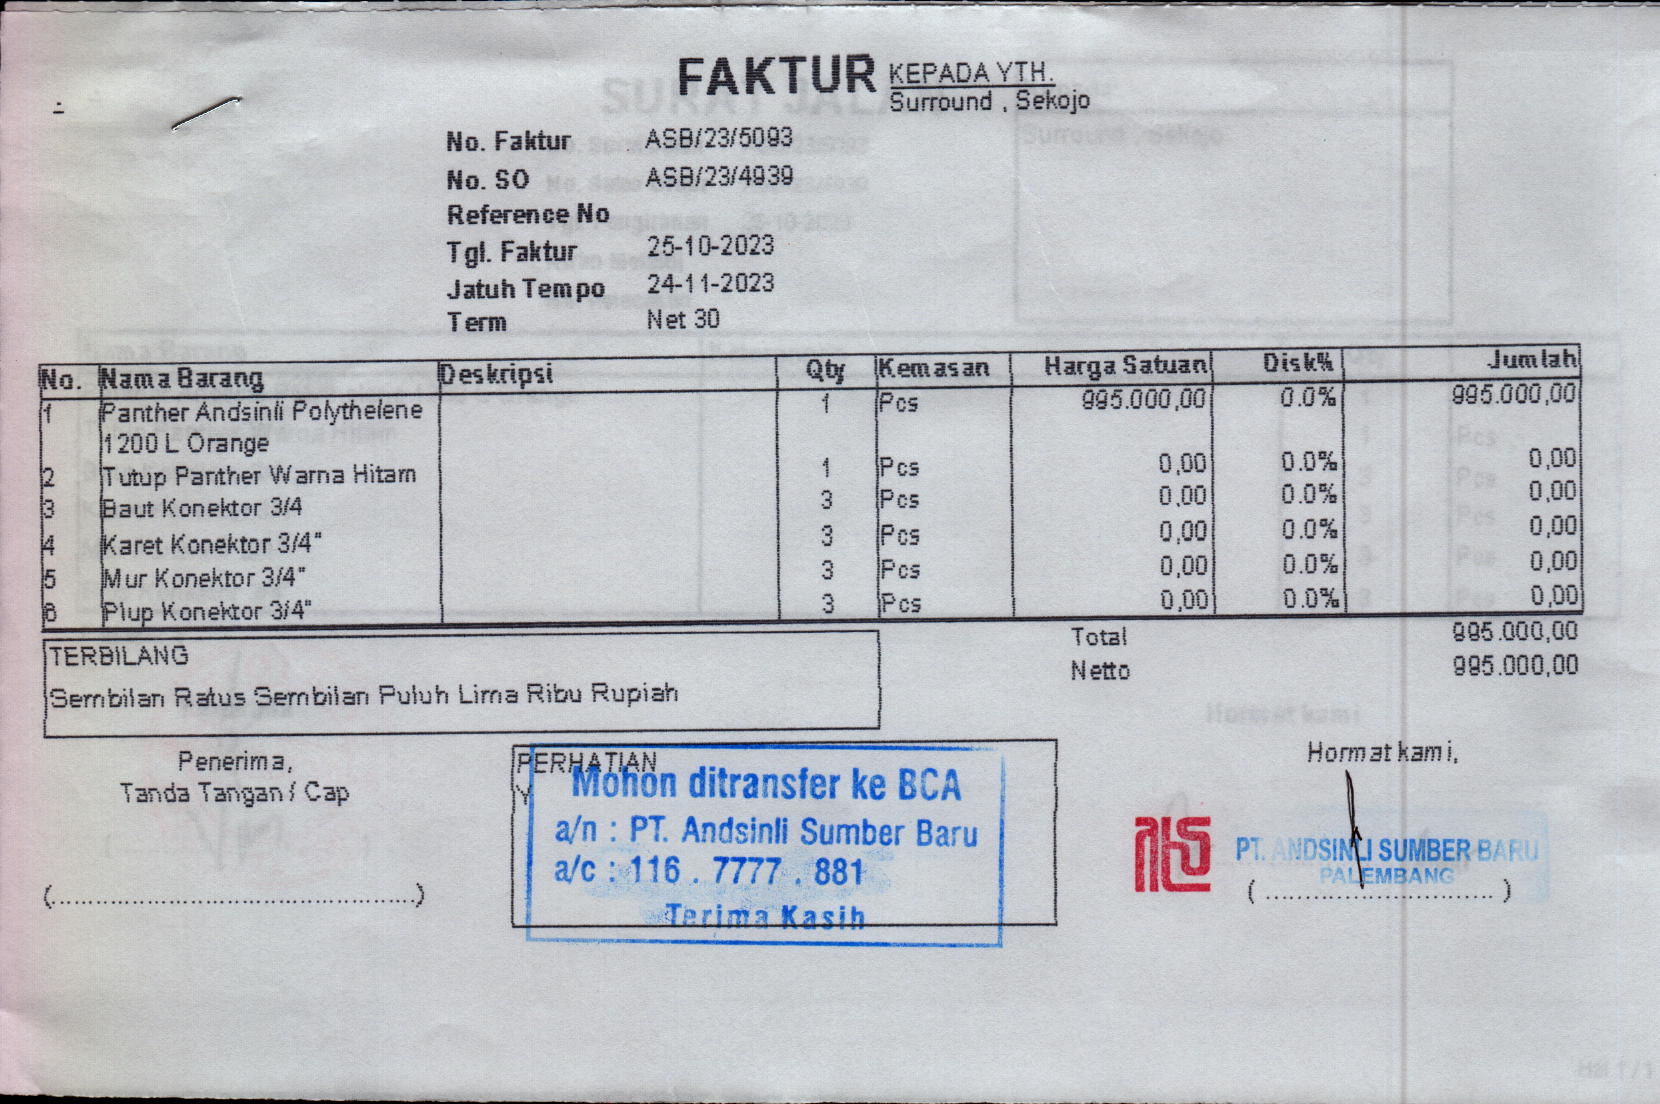 FAKTUR
KEPADA YTH.
Surround , Sekojo
No. Faktur ASB/23/5093
No. SO ASB/23/4939
Reference No
Tgl. Faktur 25-10-2023
Jatuh Tempo 24-11-2023
Term Net 30
No. Nama Barang Deskripsi Qty Kemasan Harga Satuan Disk% Jumlah
1 Panther Andsinli Polythelene 1 Pcs 995.000,00 0.0% 995.000,00
1200 L Orange
2 Tutup Panther Warna Hitam 1 Pcs 0,00 0.0% 0,00
3 Baut Konektor 3/4 3 Pcs 0,00 0.0% 0,00
4 Karet Konektor 3/4" 3 Pcs 0,00 0.0% 0,00
5 Mur Konektor 3/4" 3 Pcs 0,00 0.0% 0,00
6 Plup Konektor 3/4" 3 Pcs 0,00 0.0% 0,00
Total 995.000,00
Netto 995.000,00
TERBILANG
Sembilan Ratus Sembilan Puluh Lima Ribu Rupiah
Penerima,
Tanda Tangan / Cap
(..........................................)
PERHATIAN
Y
Mohon ditransfer ke BCA
a/n : PT. Andsinli Sumber Baru
a/c : 116 . 7777 . 881
Terima Kasih
Hormat kami,
PT. ANDSINLI SUMBER BARU
PALEMBANG
( ............................ )